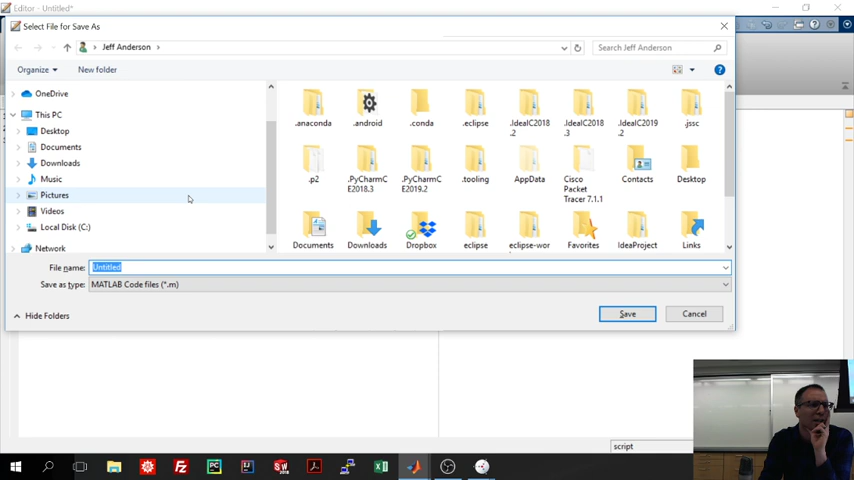 Editor - Untitled*
Select File for Save As
Jeff Anderson
Search Jeff Anderson
Organize
New folder
OneDrive
This PC
Desktop
Documents
Downloads
Music
Pictures
Videos
Local Disk (C:)
Network
.anaconda
.android
.conda
.eclipse
.IdeaIC2018
.2
.IdeaIC2018
.3
.IdeaIC2019
.2
.jssc
.p2
.PyCharmC
E2018.3
.PyCharmC
E2019.2
.tooling
AppData
Cisco
Packet
Tracer 7.1.1
Contacts
Desktop
Documents
Downloads
Dropbox
eclipse
eclipse-wor
Favorites
IdeaProject
Links
File name:
Untitled
Save as type:
MATLAB Code files (*.m)
Hide Folders
Save
Cancel
script
PC
IJ
SW
2018